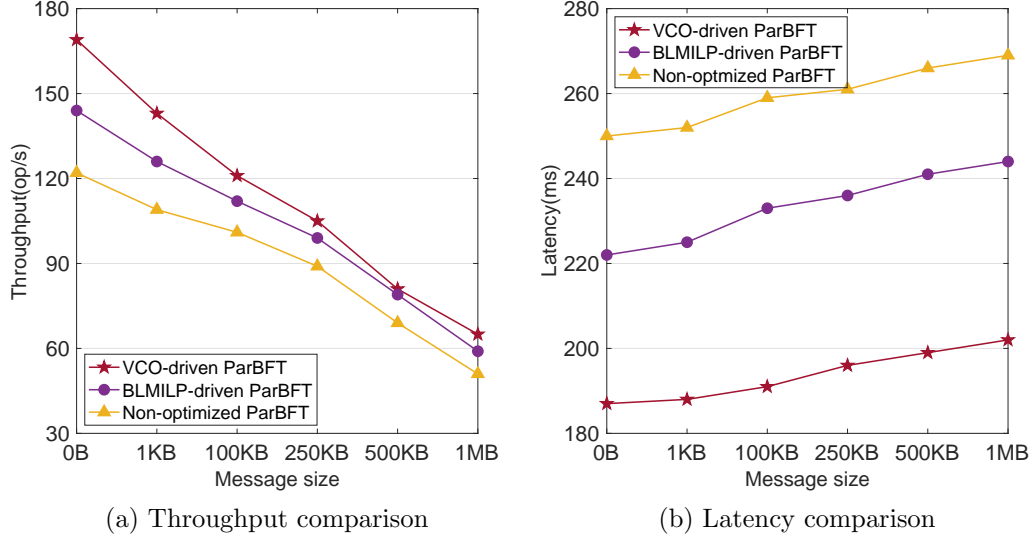 180
150
120
90
60
30
Throughput(op/s)
VCO-driven ParBFT
BLMILP-driven ParBFT
Non-optimized ParBFT
0B 1KB 100KB 250KB 500KB 1MB
Message size
(a) Throughput comparison
280
260
240
220
200
180
Latency(ms)
VCO-driven ParBFT
BLMILP-driven ParBFT
Non-optmized ParBFT
0B 1KB 100KB 250KB 500KB 1MB
Message size
(b) Latency comparison